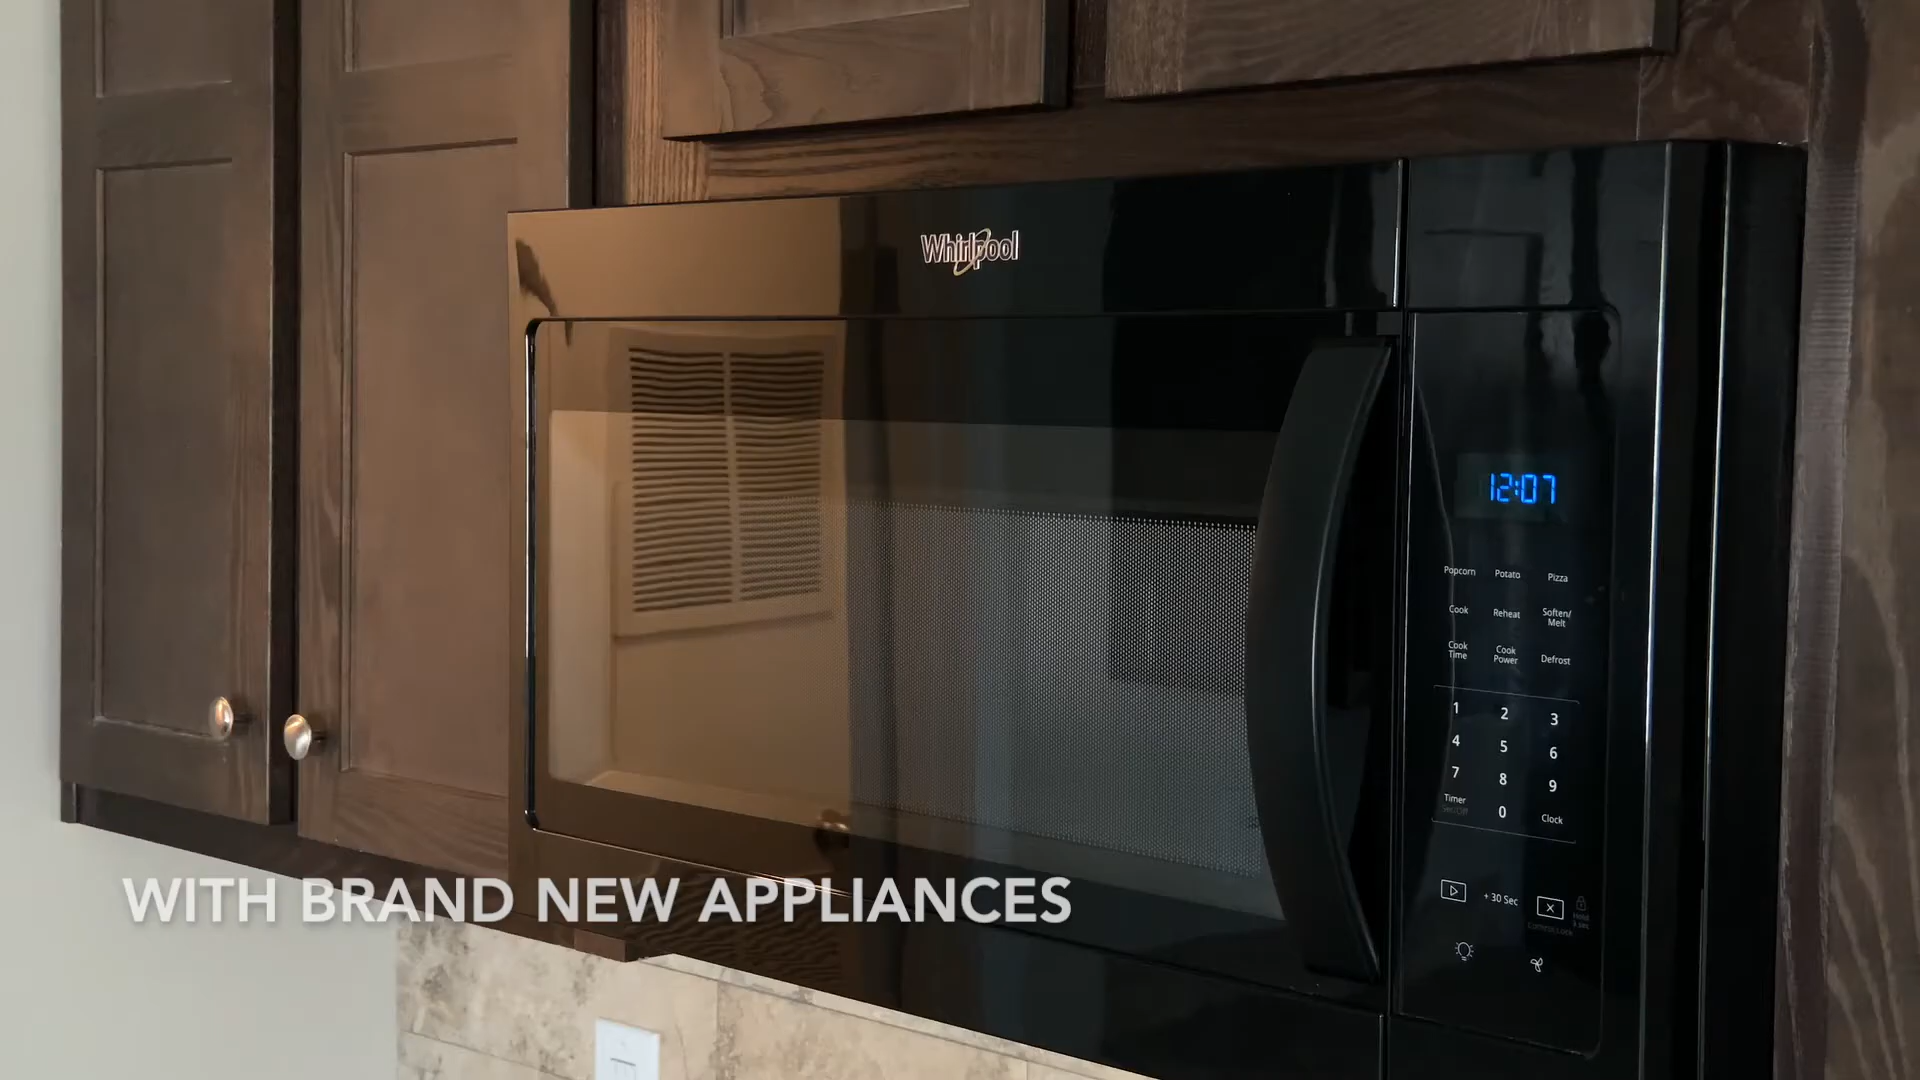 Whirlpool
12:07
Popcorn Potato Pizza
Cook Reheat Soften/
Melt
Cook
Time
Cook
Power
Defrost
1 2 3
4 5 6
7 8 9
Timer
0 Clock
+ 30 Sec
WITH BRAND NEW APPLIANCES